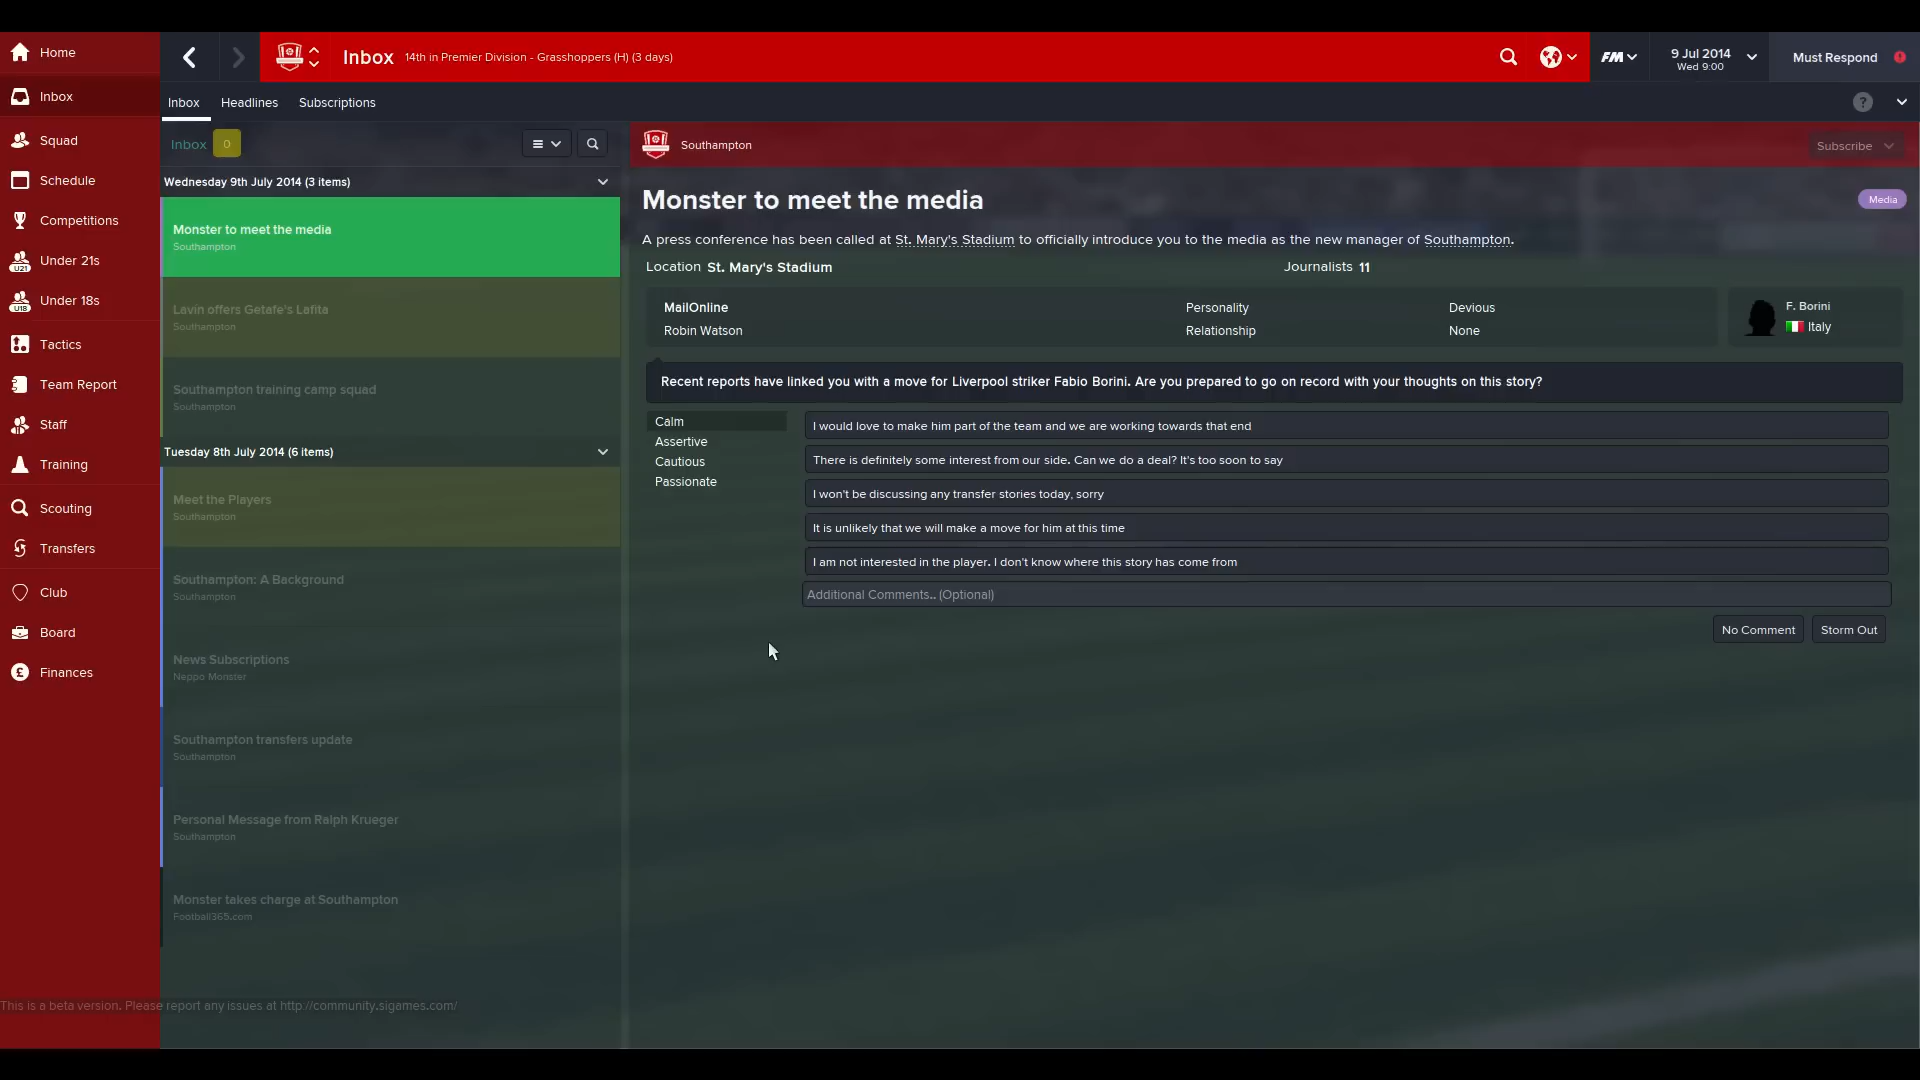 Home
Inbox
Squad
Schedule
Competitions
U21
Under 21s
U18
Under 18s
Tactics
Team Report
Staff
Training
Scouting
Transfers
Club
Board
Finances
Inbox 14th in Premier Division - Grasshoppers (H) (3 days)
FM
9 Jul 2014
Wed 9:00
Must Respond
Inbox Headlines Subscriptions
?
Inbox 0
Wednesday 9th July 2014 (3 items)
Monster to meet the media
Southampton
Lavín offers Getafe's Lafita
Southampton
Southampton training camp squad
Southampton
Tuesday 8th July 2014 (6 items)
Meet the Players
Southampton
Southampton: A Background
Southampton
News Subscriptions
Neppo Monster
Southampton transfers update
Southampton
Personal Message from Ralph Krueger
Southampton
Monster takes charge at Southampton
Football365.com
Southampton
Subscribe
Monster to meet the media
Media
A press conference has been called at St. Mary's Stadium to officially introduce you to the media as the new manager of Southampton.
Location St. Mary's Stadium Journalists 11
MailOnline Personality Devious
Robin Watson Relationship None
F. Borini
Italy
Recent reports have linked you with a move for Liverpool striker Fabio Borini. Are you prepared to go on record with your thoughts on this story?
Calm
Assertive
Cautious
Passionate
I would love to make him part of the team and we are working towards that end
There is definitely some interest from our side. Can we do a deal? It's too soon to say
I won't be discussing any transfer stories today, sorry
It is unlikely that we will make a move for him at this time
I am not interested in the player. I don't know where this story has come from
Additional Comments.. (Optional)
No Comment Storm Out
This is a beta version. Please report any issues at http://community.sigames.com/